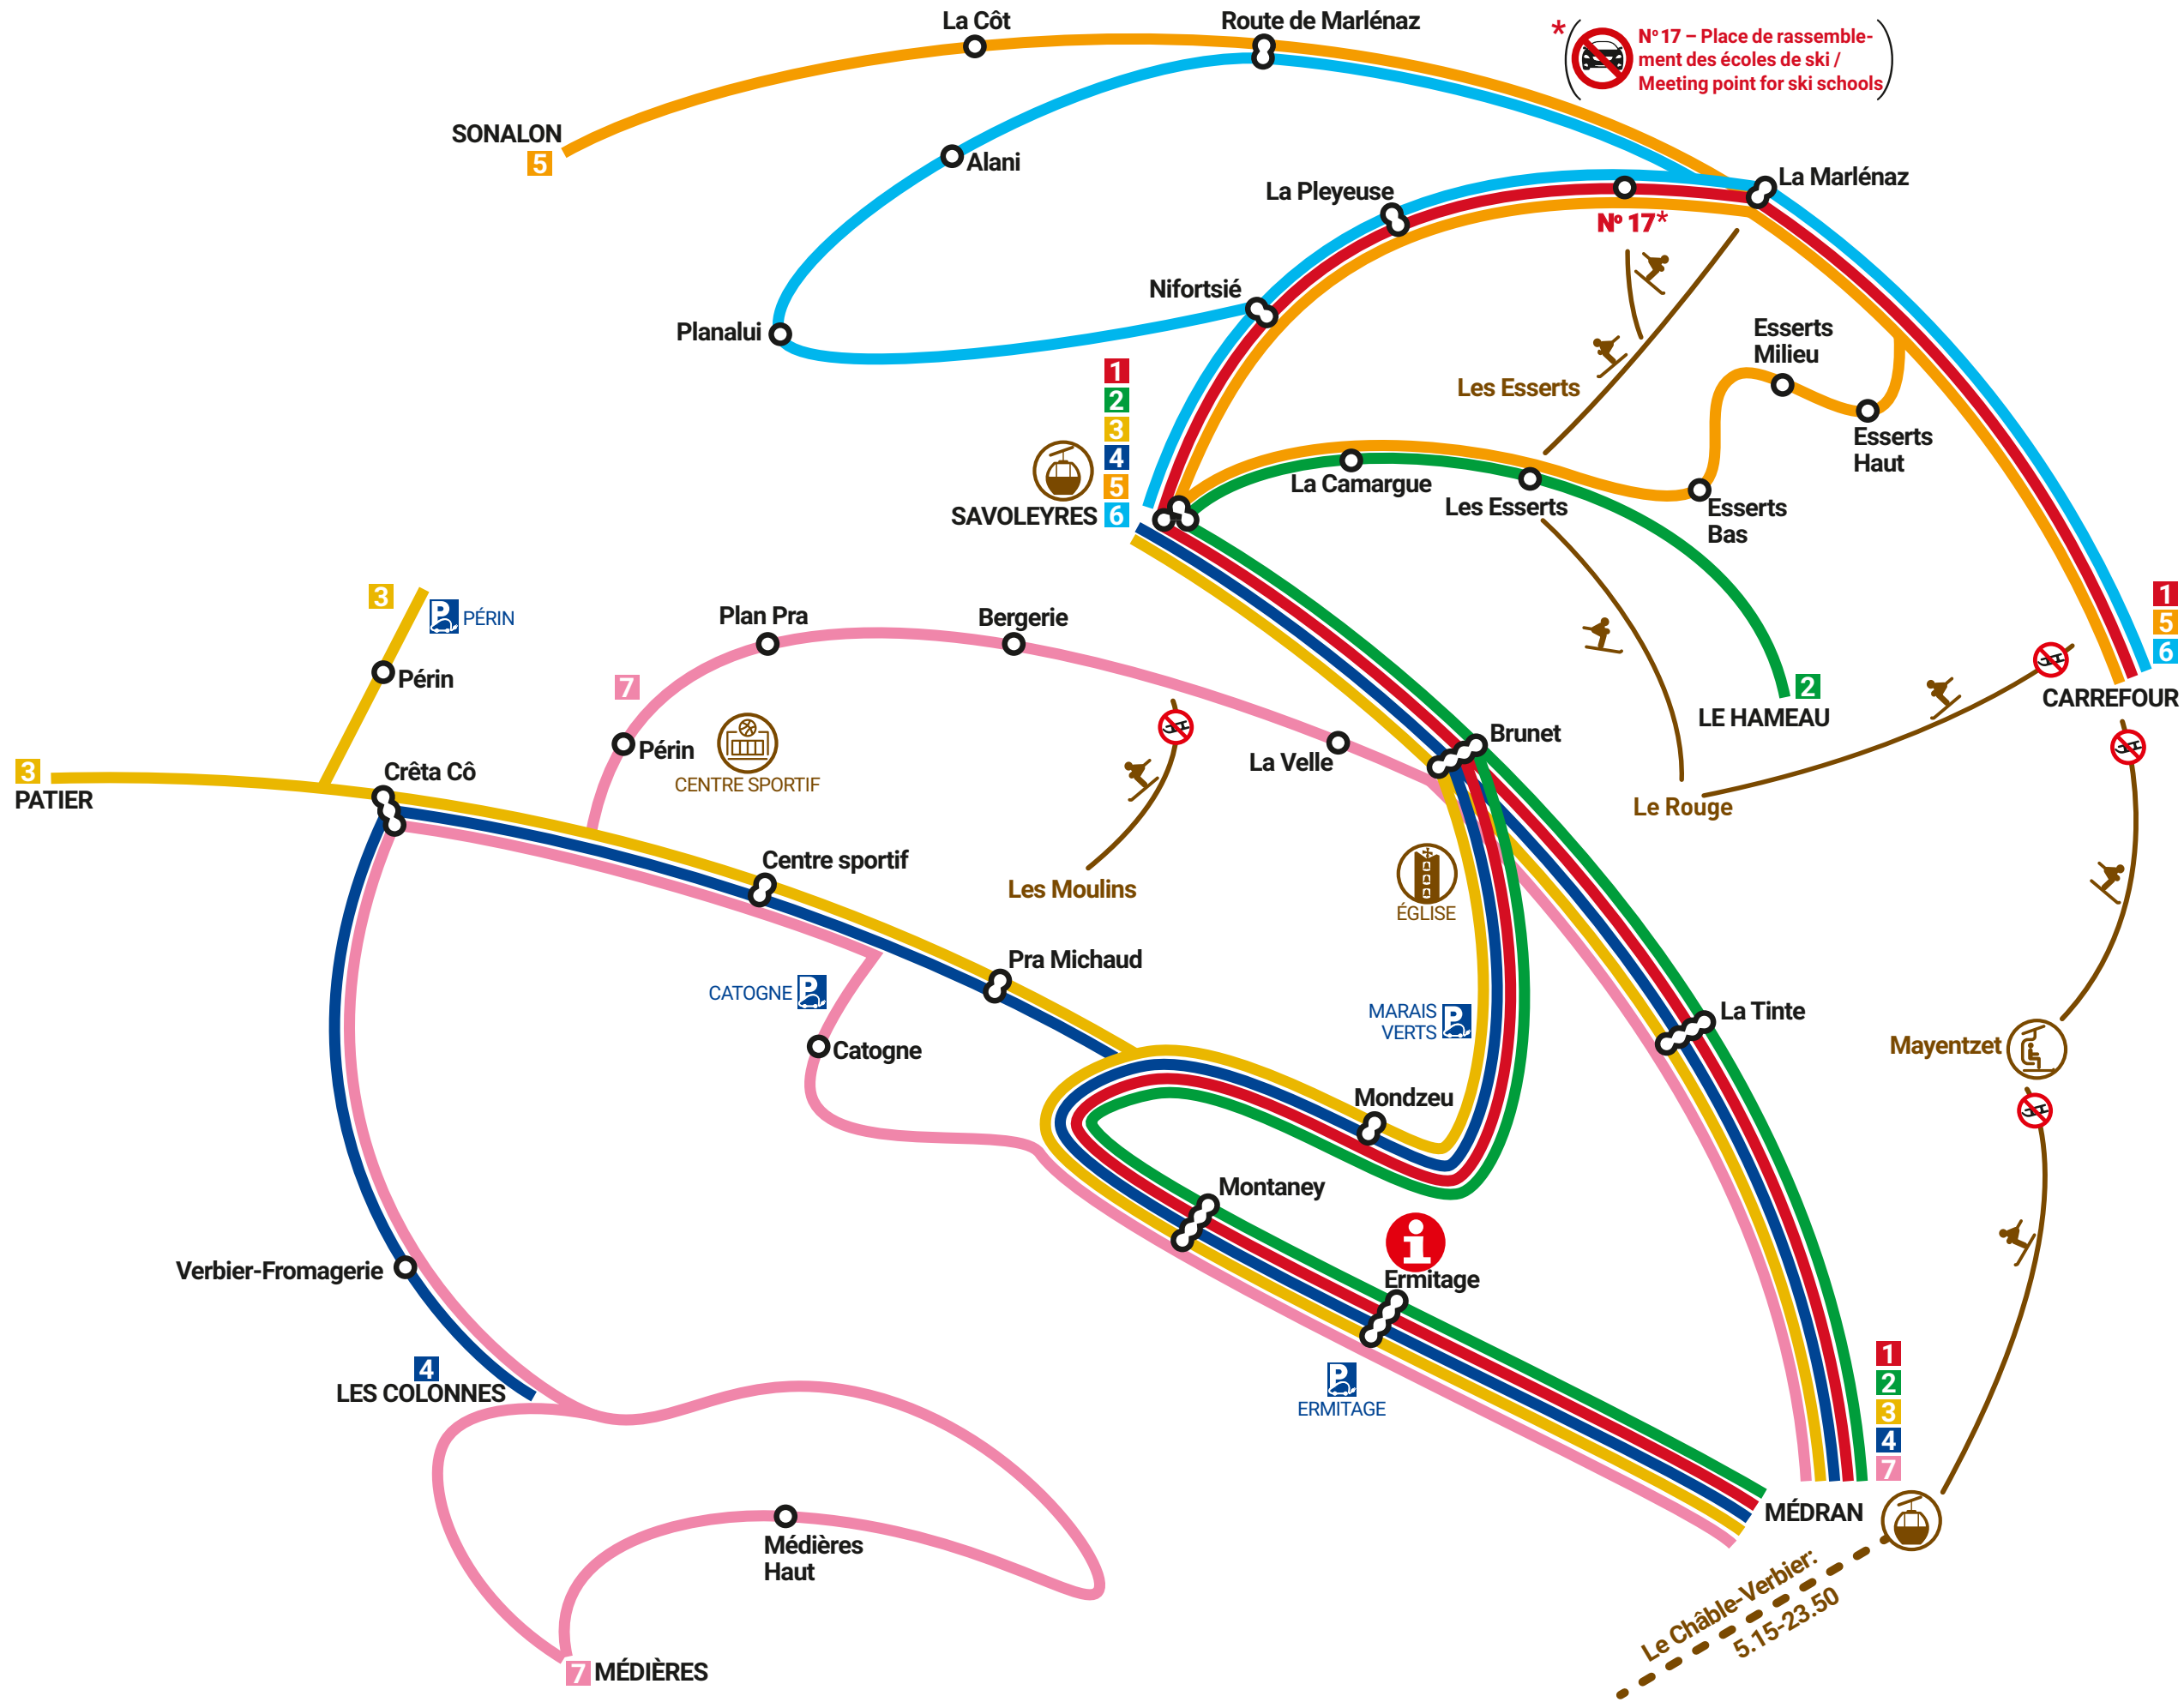 La Côt
Route de Marlénaz
*
Nº 17 – Place de rassemble-
ment des écoles de ski /
Meeting point for ski schools
SONALON
5
Alani
La Pleyeuse
La Marlénaz
Nº 17*
Nifortsié
Planalui
Esserts
Milieu
Les Esserts
Esserts
Haut
1
2
3
4
5
6
SAVOLEYRES
La Camargue
Les Esserts
Esserts
Bas
3
P PÉRIN
Périn
Plan Pra
Bergerie
7
Périn
CENTRE SPORTIF
La Velle
Brunet
2
LE HAMEAU
1
5
6
CARREFOUR
3
PATIER
Crêta Cô
Le Rouge
Centre sportif
Les Moulins
ÉGLISE
Pra Michaud
CATOGNE P
MARAIS
VERTS P
La Tinte
Catogne
Mayentzet
Mondzeu
Montaney
i
Ermitage
Verbier-Fromagerie
P
ERMITAGE
4
LES COLONNES
1
2
3
4
7
MÉDRAN
Médières
Haut
Le Châble-Verbier:
5.15-23.50
7 MÉDIÈRES